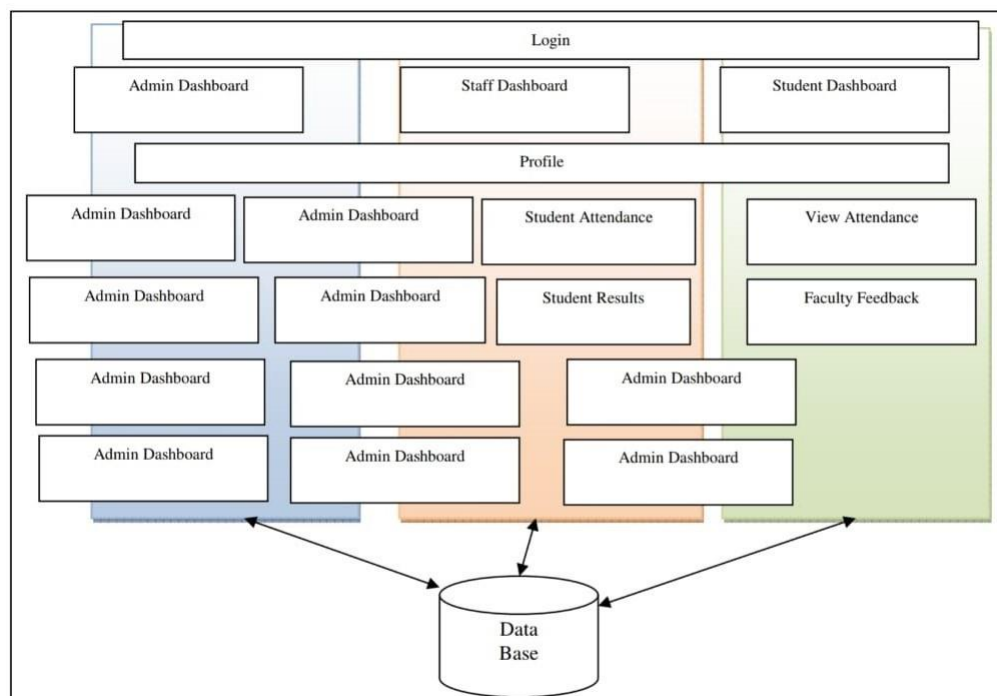 Login
Admin Dashboard
Staff Dashboard
Student Dashboard
Profile
Admin Dashboard
Admin Dashboard
Student Attendance
View Attendance
Admin Dashboard
Admin Dashboard
Student Results
Faculty Feedback
Admin Dashboard
Admin Dashboard
Admin Dashboard
Admin Dashboard
Admin Dashboard
Admin Dashboard
Data
Base